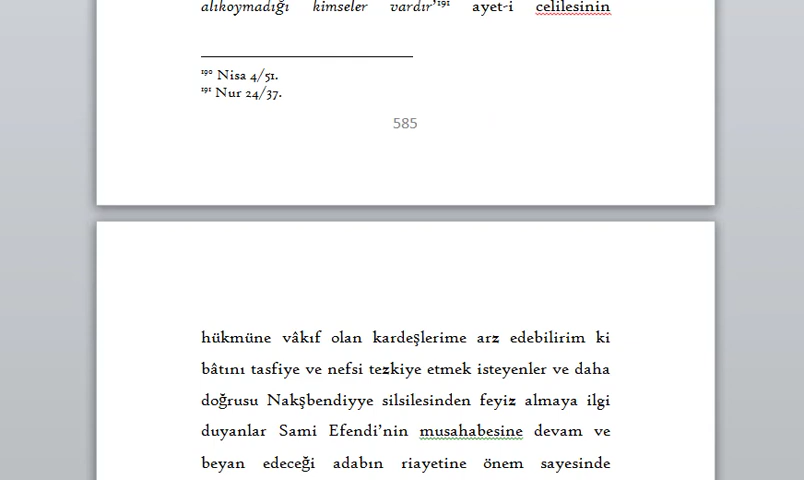 alıkoymadığı kimseler vardır’¹⁹¹ ayet-i celilesinin
¹⁹⁰ Nisa 4/51.
¹⁹¹ Nur 24/37.
585
hükmüne vâkıf olan kardeşlerime arz edebilirim ki
bâtını tasfiye ve nefsi tezkiye etmek isteyenler ve daha
doğrusu Nakşbendiyye silsilesinden feyiz almaya ilgi
duyanlar Sami Efendi’nin musahabesine devam ve
beyan edeceği adabın riayetine önem sayesinde